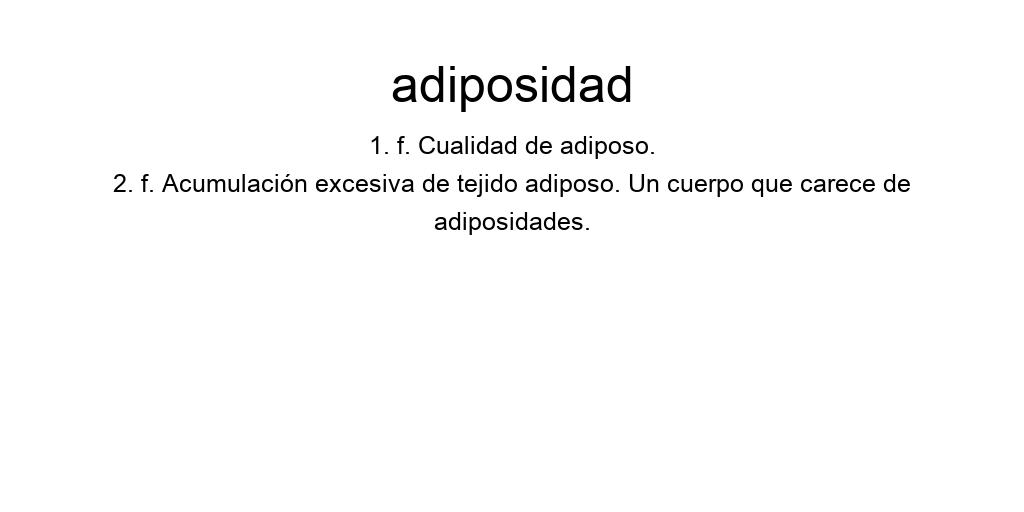 adiposidad
1. f. Cualidad de adiposo.
2. f. Acumulación excesiva de tejido adiposo. Un cuerpo que carece de
adiposidades.